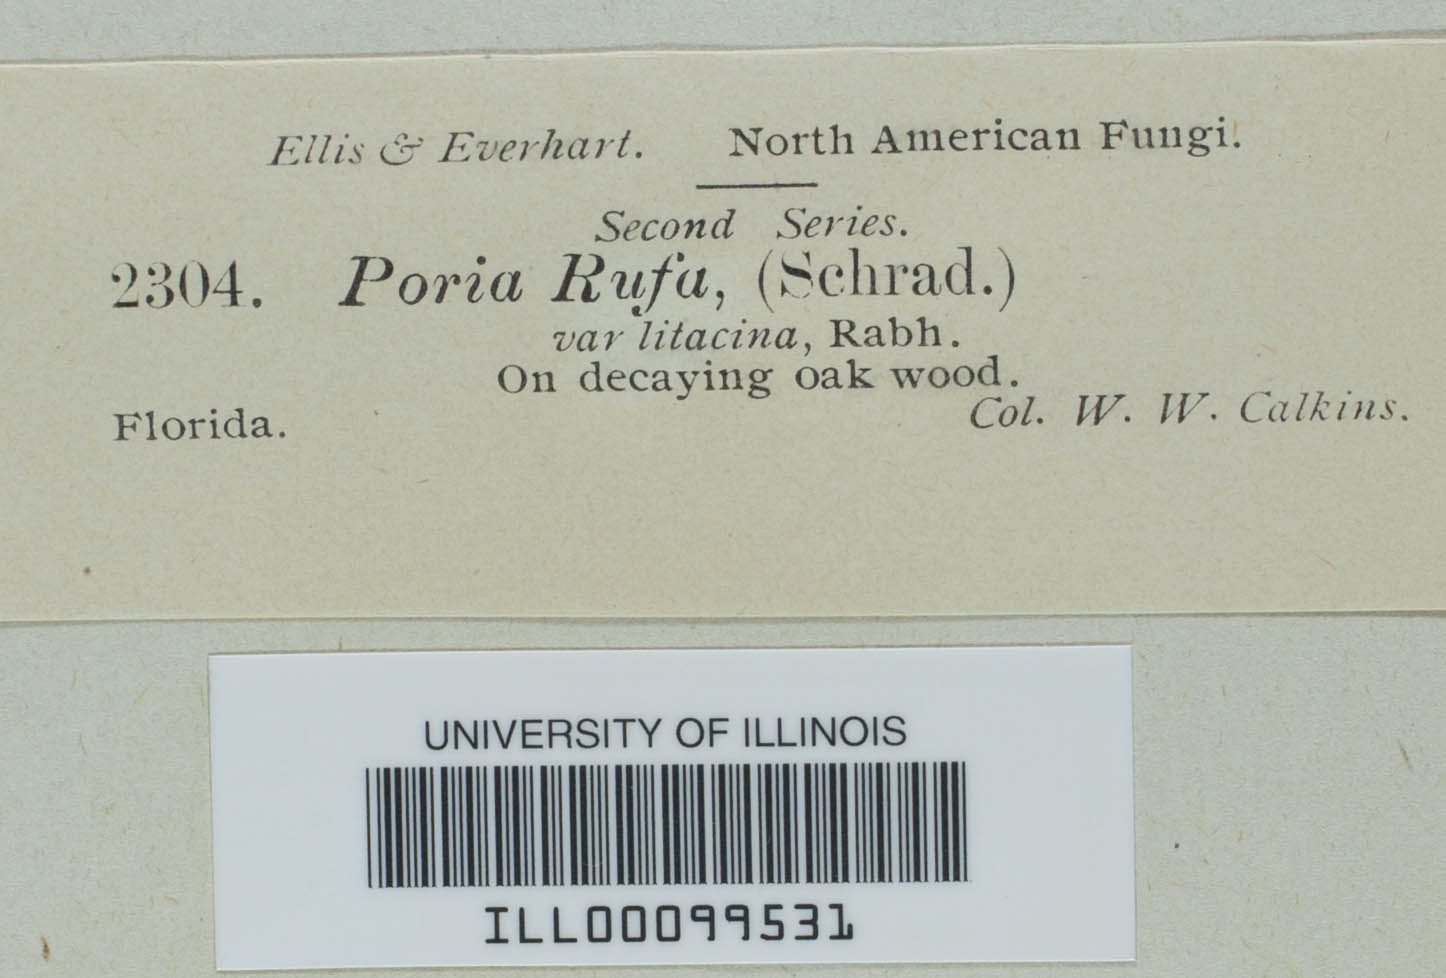 Ellis & Everhart. North American Fungi.
Second Series.
2304. Poria Rufa, (Schrad.)
var litacina, Rabh.
On decaying oak wood.
Florida. Col. W. W. Calkins.
UNIVERSITY OF ILLINOIS
ILL00099531